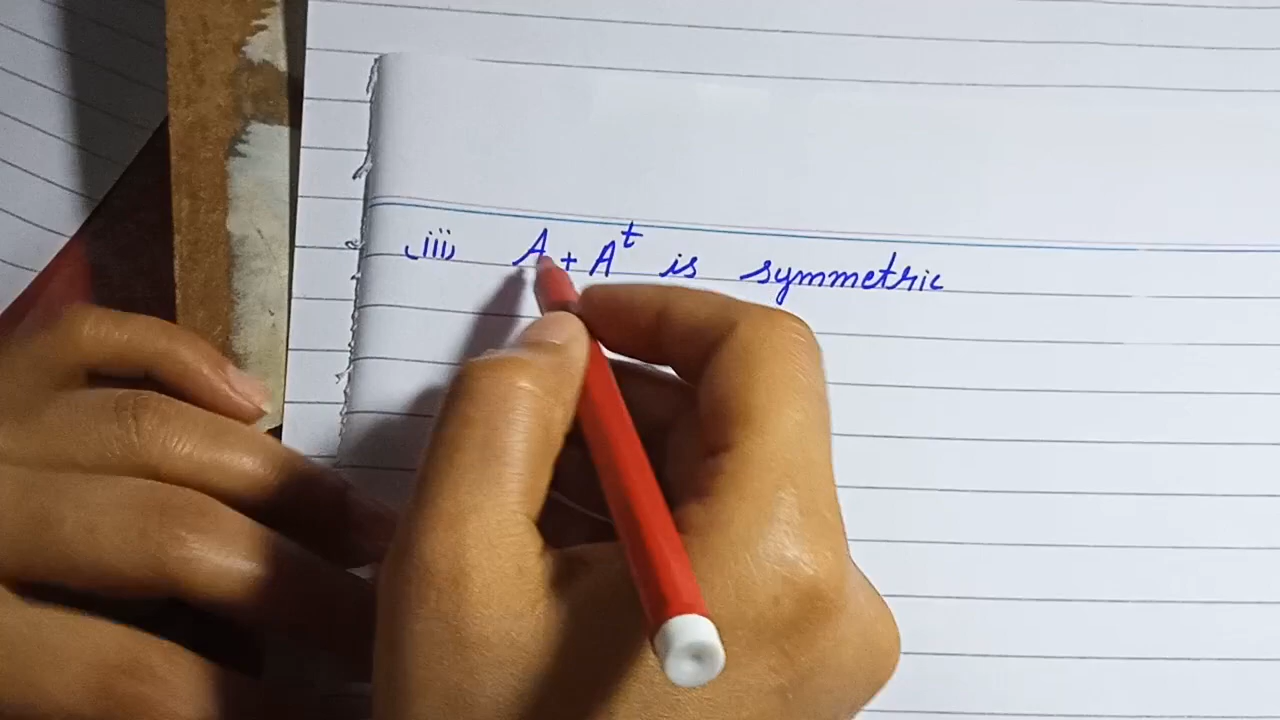 (iii) A + A^t is symmetric